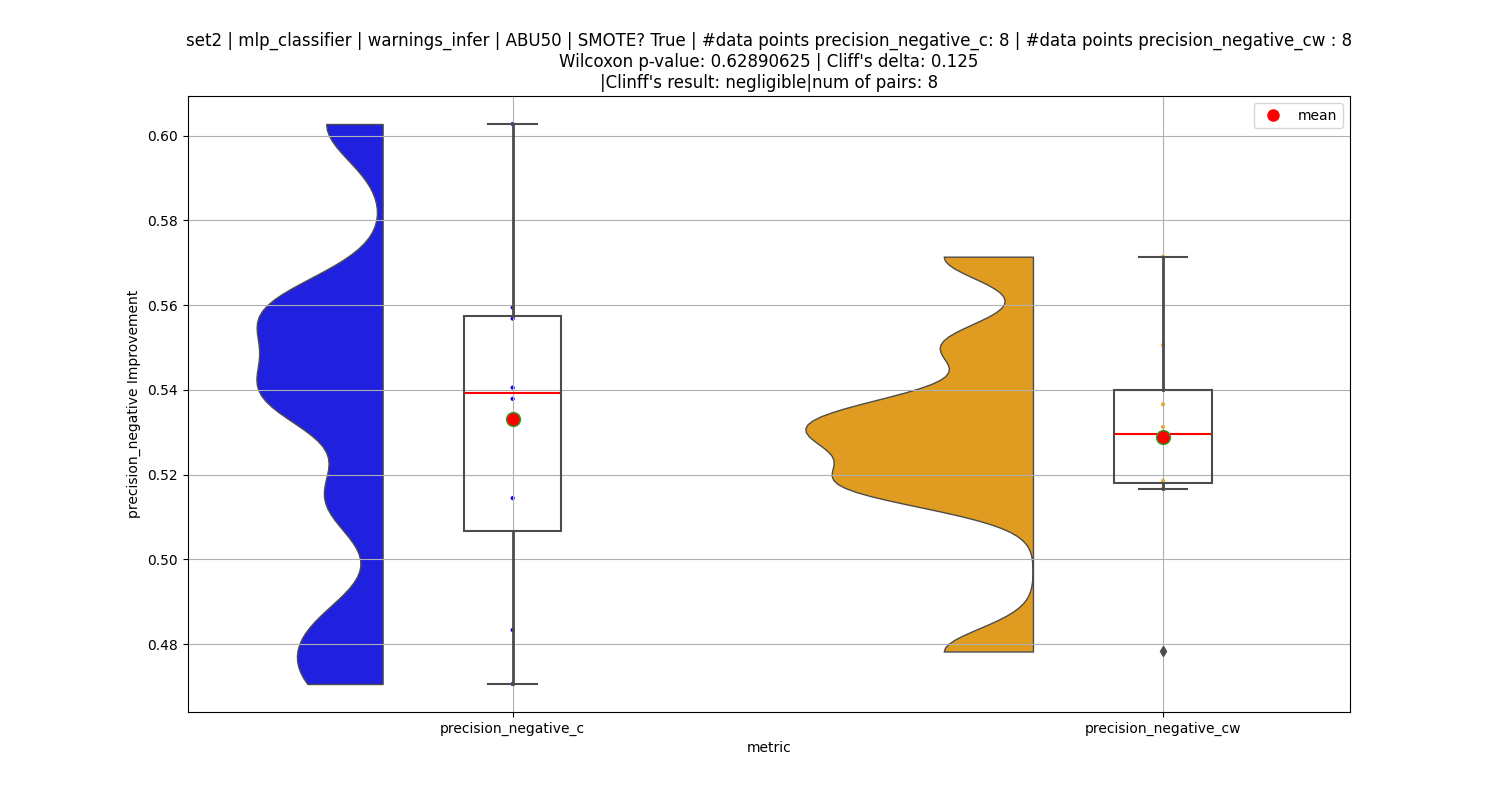 set2 | mlp_classifier | warnings_infer | ABU50 | SMOTE? True | #data points precision_negative_c: 8 | #data points precision_negative_cw : 8
Wilcoxon p-value: 0.62890625 | Cliff's delta: 0.125
|Clinff's result: negligible|num of pairs: 8
mean
0.60
0.58
0.56
0.54
0.52
0.50
0.48
precision_negative Improvement
precision_negative_c
precision_negative_cw
metric